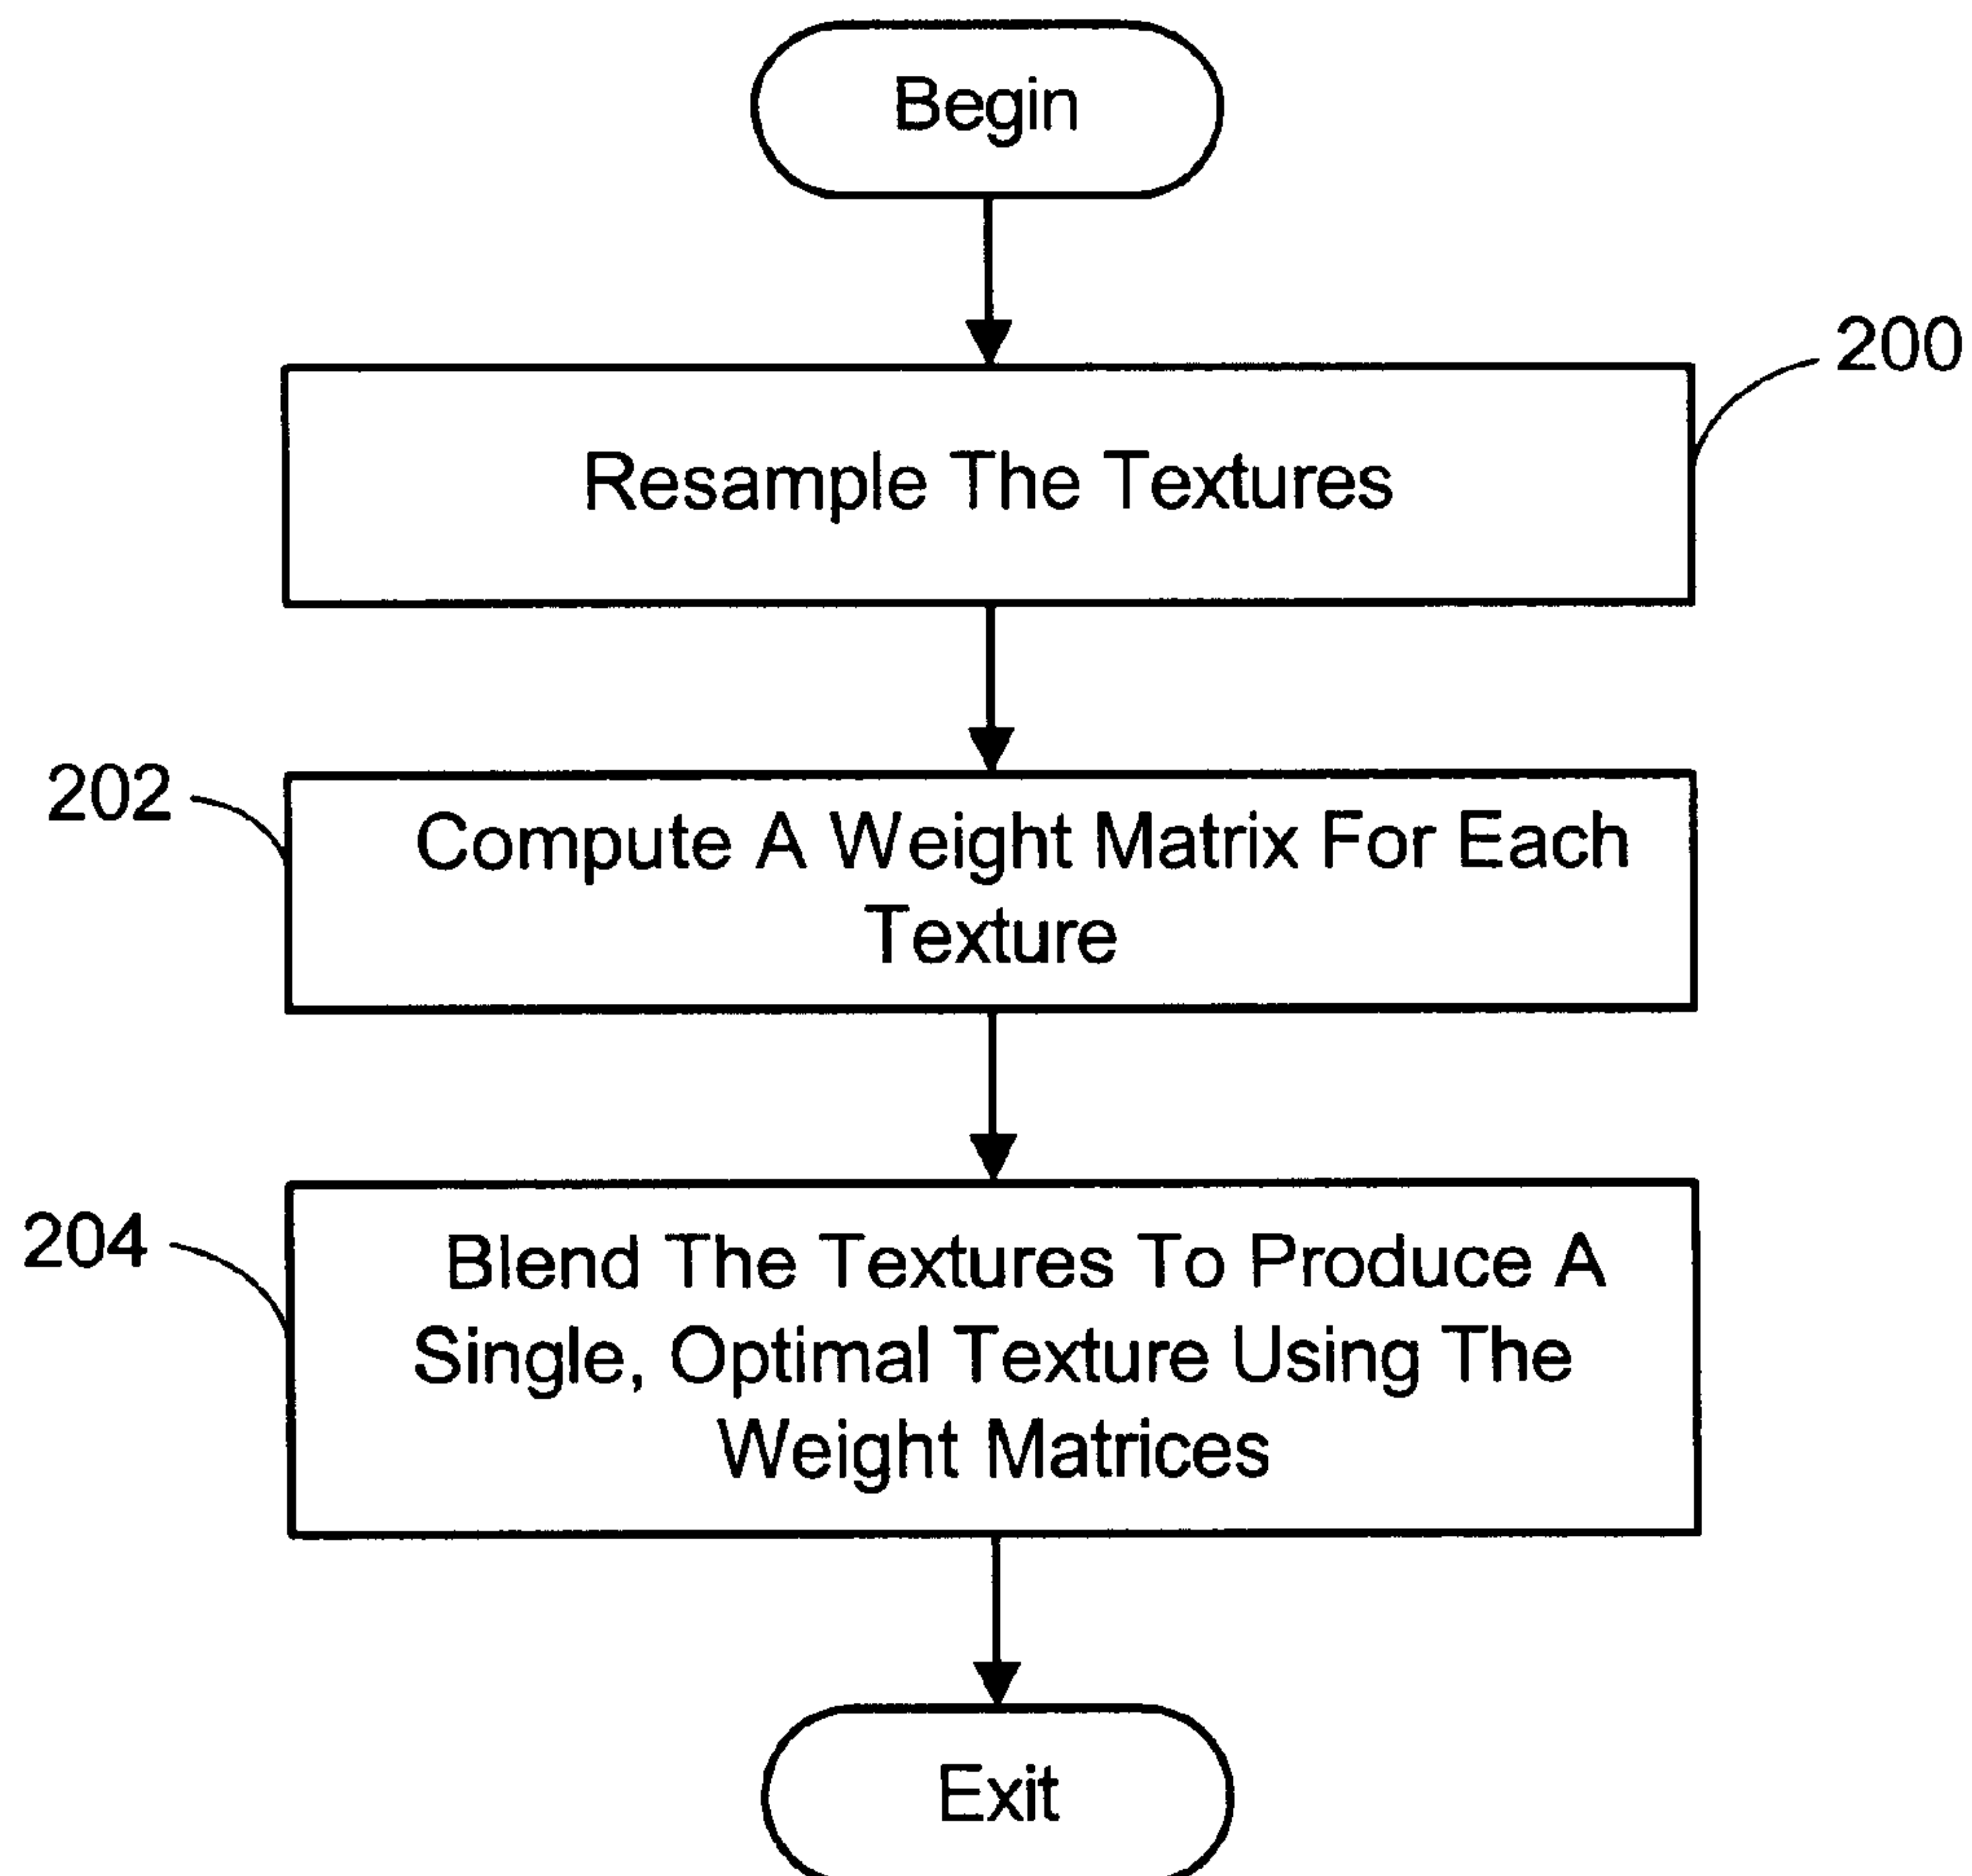 Begin
200
Resample The Textures
202
Compute A Weight Matrix For Each
Texture
204
Blend The Textures To Produce A
Single, Optimal Texture Using The
Weight Matrices
Exit